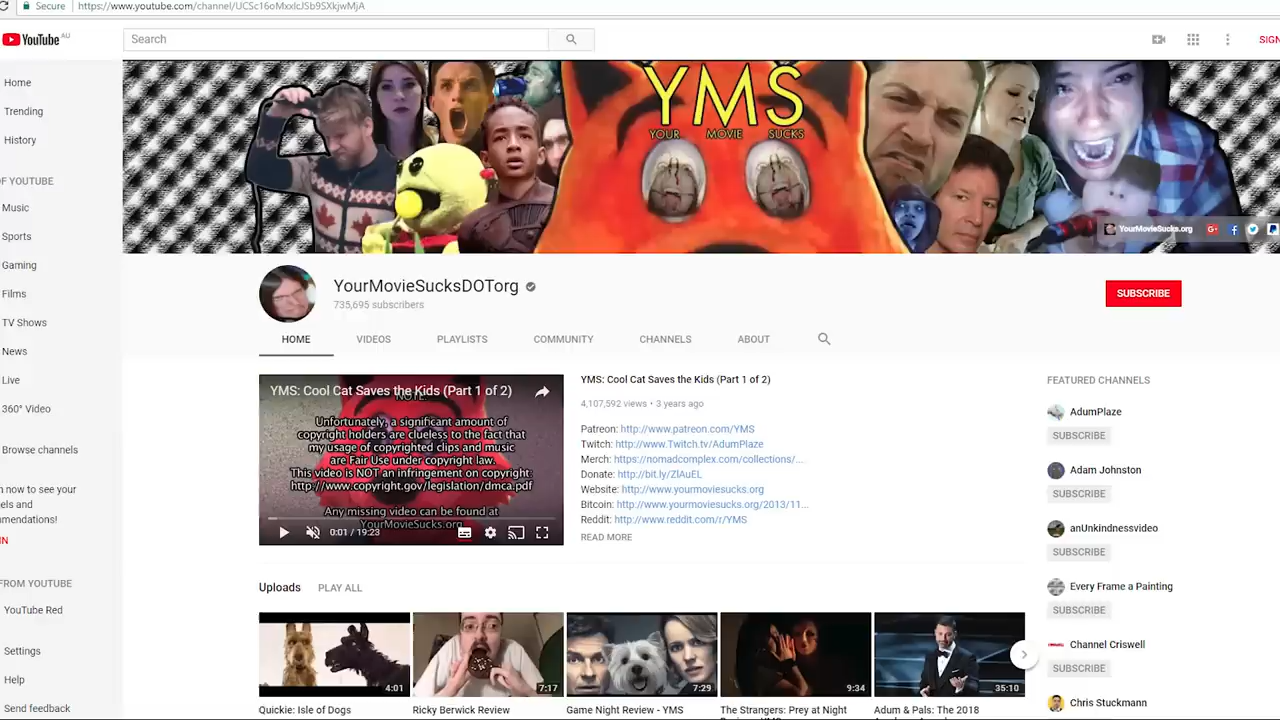 Secure
https://www.youtube.com/channel/UCSc16oMxxlcJSb9SXkjwMjA
YouTube AU
Search
SIGN
Home
Trending
History
OF YOUTUBE
Music
Sports
Gaming
Films
TV Shows
News
Live
360° Video
Browse channels
n now to see your
els and
mmendations!
IN
FROM YOUTUBE
YouTube Red
Settings
Help
Send feedback
YMS
YOUR MOVIE SUCKS
YourMovieSucks.org
YourMovieSucksDOTorg
735,695 subscribers
SUBSCRIBE
HOME VIDEOS PLAYLISTS COMMUNITY CHANNELS ABOUT
YMS: Cool Cat Saves the Kids (Part 1 of 2)
NOTE:
Unfortunately, a significant amount of
copyright holders are clueless to the fact that
my usage of copyrighted clips and music
are Fair Use under copyright law.
This video is NOT an infringement on copyright:
http://www.copyright.gov/legislation/dmca.pdf
Any missing video can be found at
YourMovieSucks.org
0:01 / 19:23
YMS: Cool Cat Saves the Kids (Part 1 of 2)
4,107,592 views • 3 years ago
Patreon: http://www.patreon.com/YMS
Twitch: http://www.Twitch.tv/AdumPlaze
Merch: https://nomadcomplex.com/collections/...
Donate: http://bit.ly/ZlAuEL
Website: http://www.yourmoviesucks.org
Bitcoin: http://www.yourmoviesucks.org/2013/11...
Reddit: http://www.reddit.com/r/YMS
READ MORE
FEATURED CHANNELS
AdumPlaze
SUBSCRIBE
Adam Johnston
SUBSCRIBE
anUnkindnessvideo
SUBSCRIBE
Every Frame a Painting
SUBSCRIBE
Channel Criswell
SUBSCRIBE
Chris Stuckmann
Uploads PLAY ALL
4:01
7:17
7:29
9:34
35:10
Quickie: Isle of Dogs
Ricky Berwick Review
Game Night Review - YMS
The Strangers: Prey at Night
Adum & Pals: The 2018